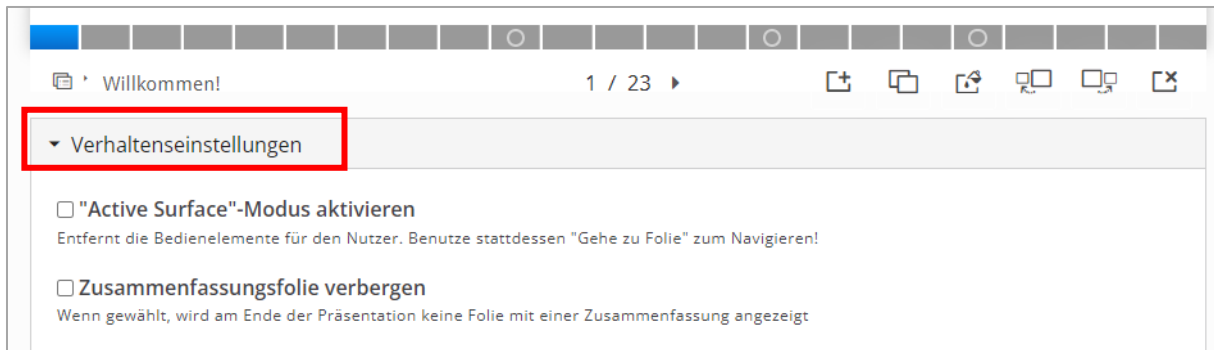 Willkommen!
1 / 23
Verhaltenseinstellungen
"Active Surface"-Modus aktivieren
Entfernt die Bedienelemente für den Nutzer. Benutze stattdessen "Gehe zu Folie" zum Navigieren!
Zusammenfassungsfolie verbergen
Wenn gewählt, wird am Ende der Präsentation keine Folie mit einer Zusammenfassung angezeigt